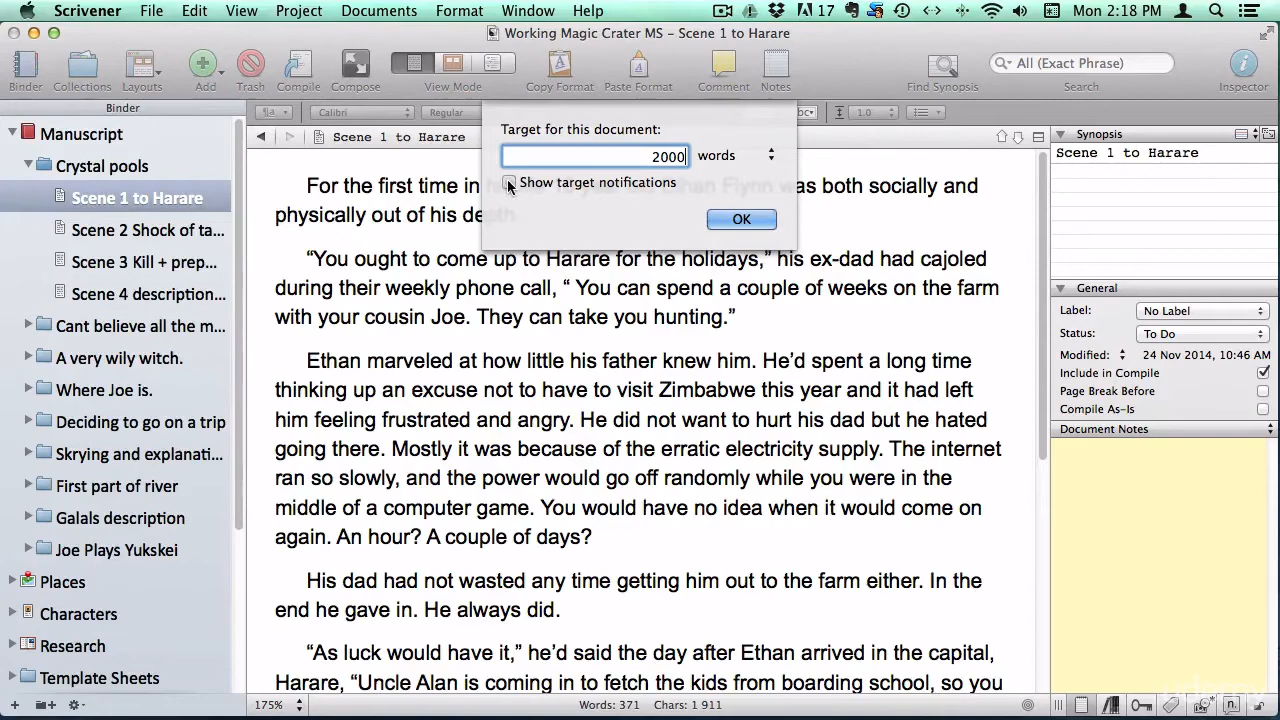 Scrivener File Edit View Project Documents Format Window Help 17 Mon 2:18 PM
Working Magic Crater MS – Scene 1 to Harare
Binder Collections Layouts Add Trash Compile Compose View Mode Copy Format Paste Format Comment Notes Find Synopsis All (Exact Phrase) Search Inspector
Binder
Calibri Regular 1.0
Manuscript
Crystal pools
Scene 1 to Harare
Scene 2 Shock of ta...
Scene 3 Kill + prep...
Scene 4 description...
Cant believe all the m...
A very wily witch.
Where Joe is.
Deciding to go on a trip
Skrying and explanati...
First part of river
Galals description
Joe Plays Yukskei
Places
Characters
Research
Template Sheets
Scene 1 to Harare
Target for this document:
2000 words
Show target notifications
OK
For the first time in Ethan Flynn was both socially and
physically out of his depth.
“You ought to come up to Harare for the holidays,” his ex-dad had cajoled
during their weekly phone call, “ You can spend a couple of weeks on the farm
with your cousin Joe. They can take you hunting.”
Ethan marveled at how little his father knew him. He’d spent a long time
thinking up an excuse not to have to visit Zimbabwe this year and it had left
him feeling frustrated and angry. He did not want to hurt his dad but he hated
going there. Mostly it was because of the erratic electricity supply. The internet
ran so slowly, and the power would go off randomly while you were in the
middle of a computer game. You would have no idea when it would come on
again. An hour? A couple of days?
His dad had not wasted any time getting him out to the farm either. In the
end he gave in. He always did.
“As luck would have it,” he’d said the day after Ethan arrived in the capital,
Harare, “Uncle Alan is coming in to fetch the kids from boarding school, so you
Synopsis
Scene 1 to Harare
General
Label: No Label
Status: To Do
Modified: 24 Nov 2014, 10:46 AM
Include in Compile
Page Break Before
Compile As-Is
Document Notes
175% Words: 371 Chars: 1 911
udemy